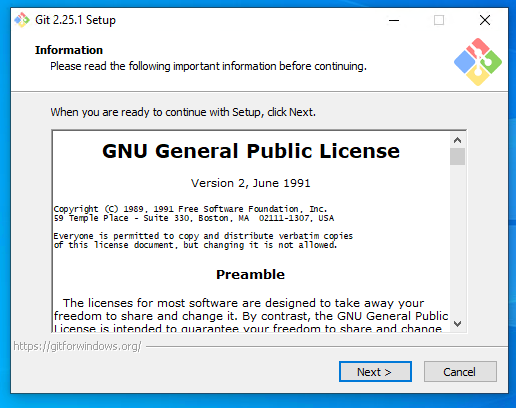 Git 2.25.1 Setup
Information
Please read the following important information before continuing.
When you are ready to continue with Setup, click Next.
GNU General Public License
Version 2, June 1991
Copyright (C) 1989, 1991 Free Software Foundation, Inc.
59 Temple Place - Suite 330, Boston, MA  02111-1307, USA
Everyone is permitted to copy and distribute verbatim copies
of this license document, but changing it is not allowed.
Preamble
The licenses for most software are designed to take away your
freedom to share and change it. By contrast, the GNU General Public
License is intended to guarantee your freedom to share and change
https://gitforwindows.org/
Next >
Cancel